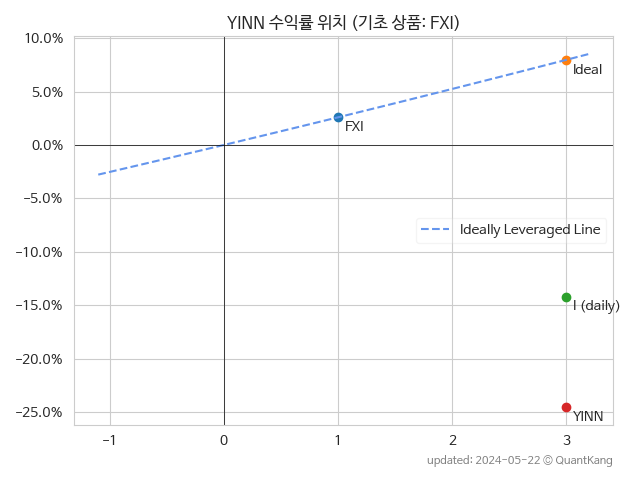 YINN 수익률 위치 (기초 상품: FXI)
10.0%
5.0%
0.0%
−5.0%
−10.0%
−15.0%
−20.0%
−25.0%
Ideal
FXI
Ideally Leveraged Line
I (daily)
YINN
−1
0
1
2
3
updated: 2024-05-22 © QuantKang